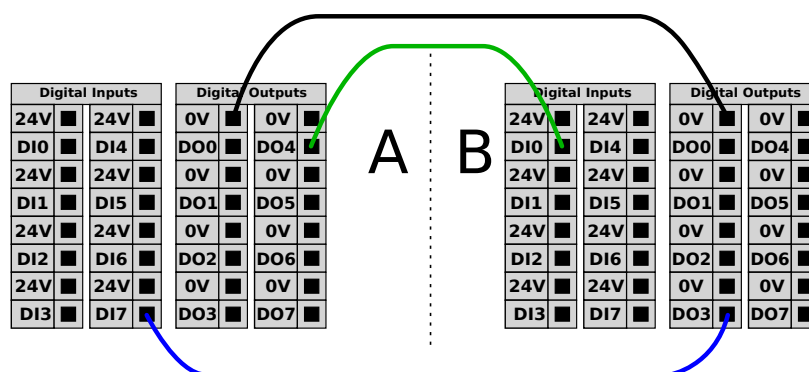 Digital Inputs Digital Outputs Digital Inputs Digital Outputs
24V 24V 0V 0V 24V 24V 0V 0V
DI0 DI4 DO0 DO4 A B DI0 DI4 DO0 DO4
24V 24V 0V 0V 24V 24V 0V 0V
DI1 DI5 DO1 DO5 DI1 DI5 DO1 DO5
24V 24V 0V 0V 24V 24V 0V 0V
DI2 DI6 DO2 DO6 DI2 DI6 DO2 DO6
24V 24V 0V 0V 24V 24V 0V 0V
DI3 DI7 DO3 DO7 DI3 DI7 DO3 DO7